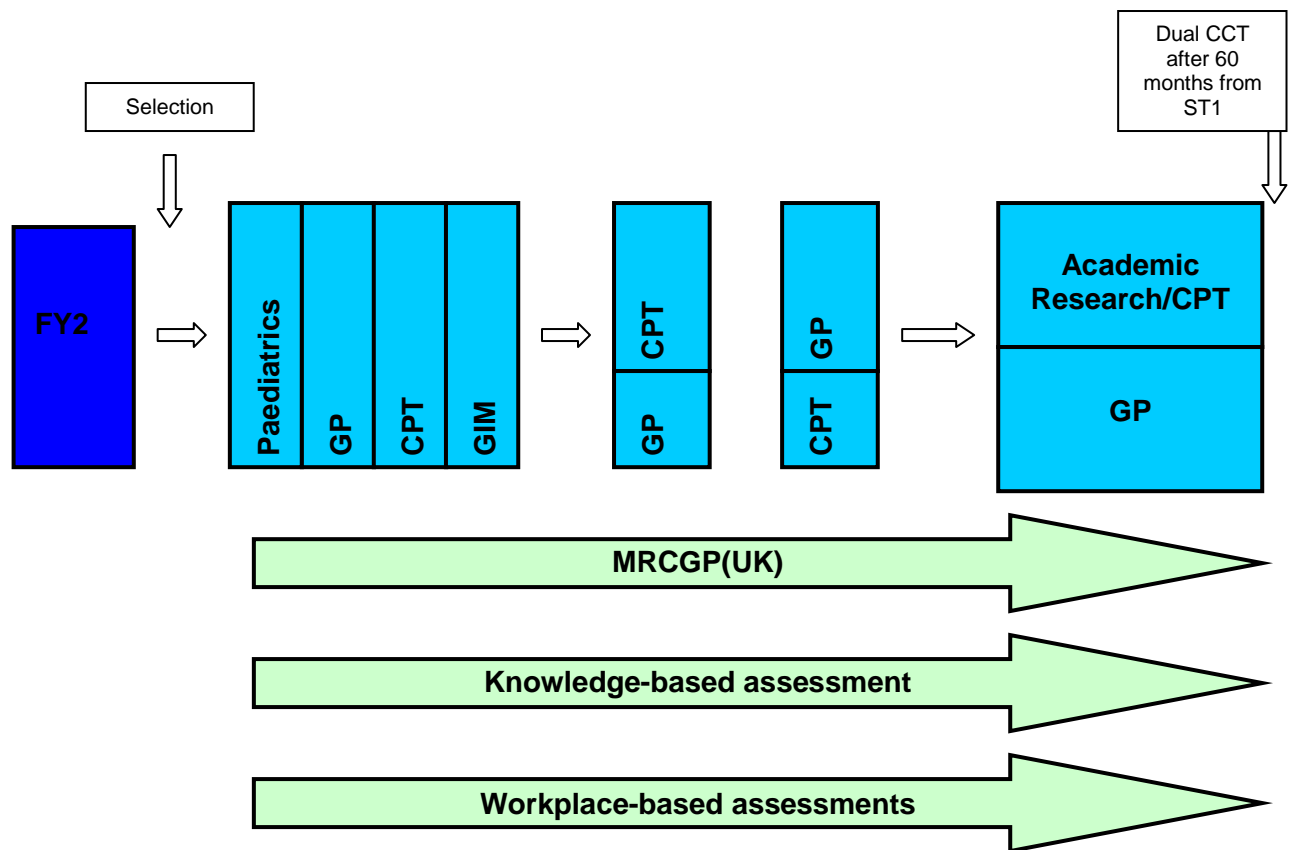 Dual CCT
after 60
months from
ST1
Selection
FY2
Paediatrics
GP
CPT
GIM
CPT
GP
GP
CPT
Academic
Research/CPT
GP
MRCGP(UK)
Knowledge-based assessment
Workplace-based assessments